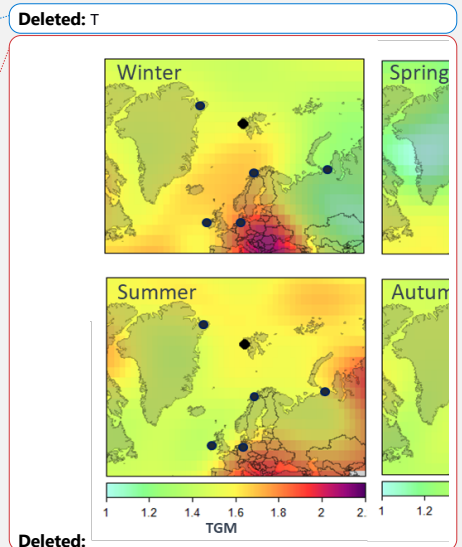 Deleted: T
Winter
Spring
Summer
Autum
1 1.2 1.4 1.6 1.8 2 2.
1 1.2
TGM
Deleted: